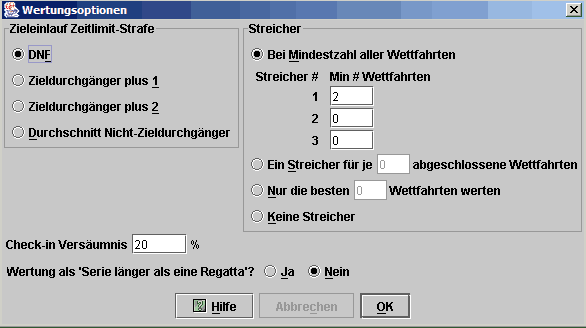 Wertungsoptionen
Zieleinlauf Zeitlimit-Strafe
DNF
Zieldurchgänger plus 1
Zieldurchgänger plus 2
Durchschnitt Nicht-Zieldurchgänger
Streicher
Bei Mindestzahl aller Wettfahrten
Streicher # Min # Wettfahrten
1 2
2 0
3 0
Ein Streicher für je 0 abgeschlossene Wettfahrten
Nur die besten 0 Wettfahrten werten
Keine Streicher
Check-in Versäumnis 20 %
Wertung als 'Serie länger als eine Regatta'? Ja Nein
Hilfe Abbrechen OK